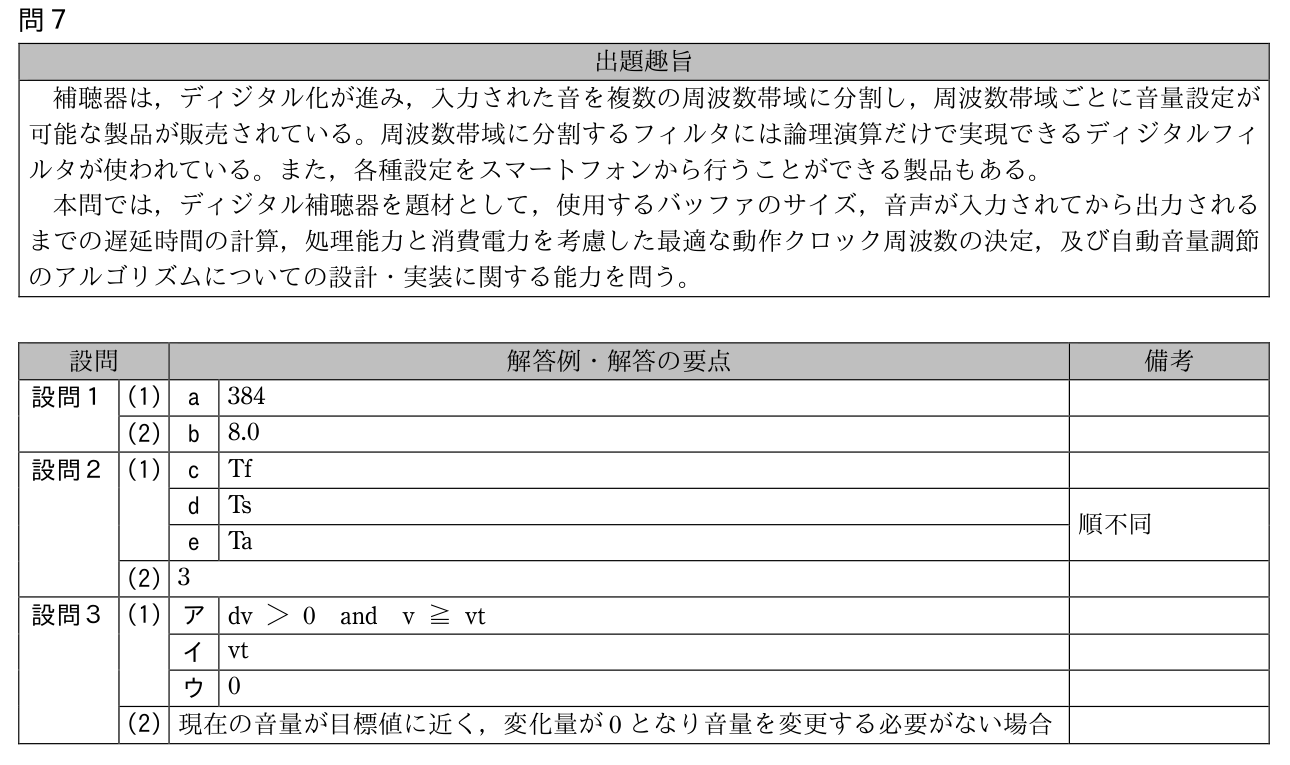 問7
出題趣旨
補聴器は，ディジタル化が進み，入力された音を複数の周波数帯域に分割し，周波数帯域ごとに音量設定が
可能な製品が販売されている。周波数帯域に分割するフィルタには論理演算だけで実現できるディジタルフィ
ルタが使われている。また，各種設定をスマートフォンから行うことができる製品もある。
本問では，ディジタル補聴器を題材として，使用するバッファのサイズ，音声が入力されてから出力される
までの遅延時間の計算，処理能力と消費電力を考慮した最適な動作クロック周波数の決定，及び自動音量調節
のアルゴリズムについての設計・実装に関する能力を問う。
設問 解答例・解答の要点 備考
設問1 (1) a 384
(2) b 8.0
設問2 (1) c Tf
d Ts
順不同
e Ta
(2) 3
設問3 (1) ア dv ＞ 0 and v ≧ vt
イ vt
ウ 0
(2) 現在の音量が目標値に近く，変化量が0となり音量を変更する必要がない場合